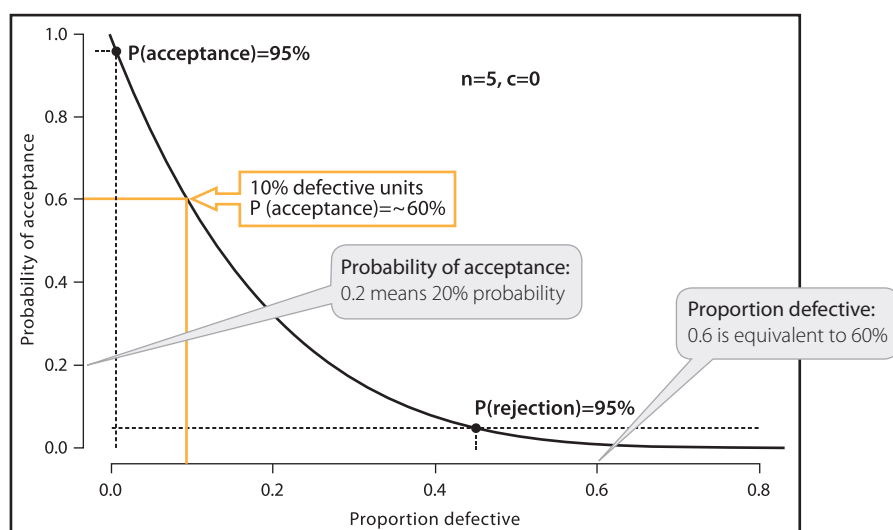 1.0
P(acceptance)=95%
n=5, c=0
0.8
10% defective units
P (acceptance)=~60%
0.6
Probability of acceptance
Probability of acceptance:
0.2 means 20% probability
0.4
Proportion defective:
0.6 is equivalent to 60%
0.2
P(rejection)=95%
0.0
0.0 0.2 0.4 0.6 0.8
Proportion defective